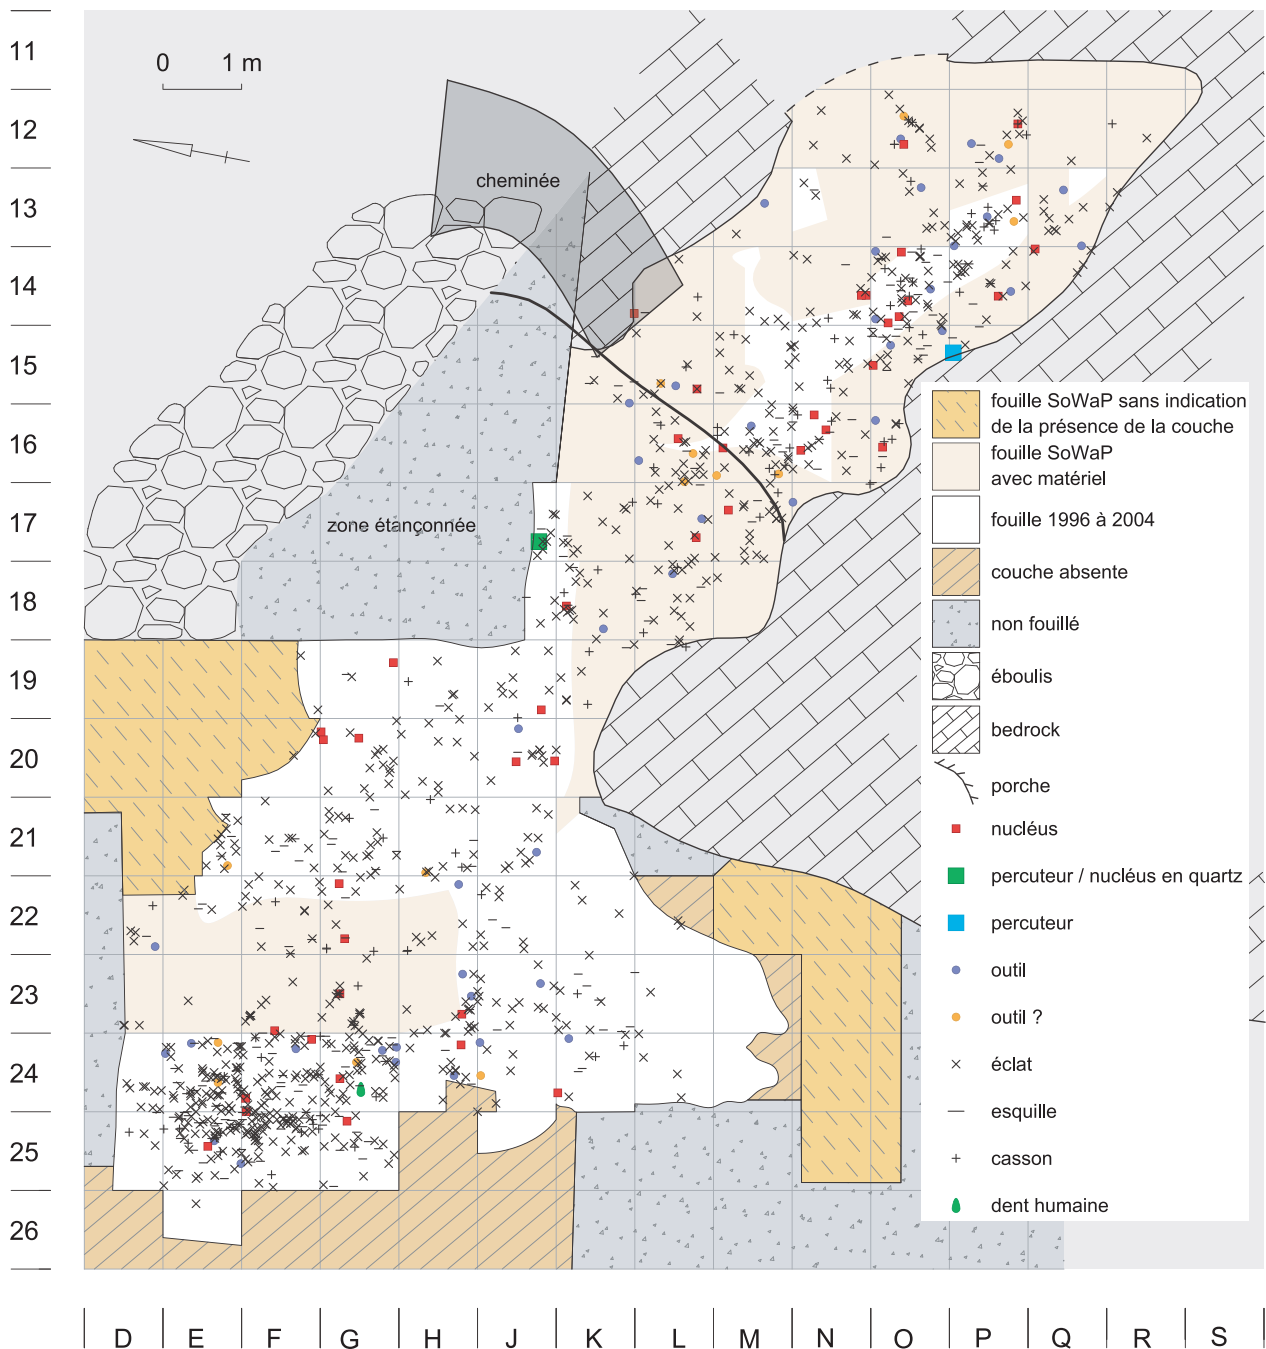 11
12
13
14
15
16
17
18
19
20
21
22
23
24
25
26
0
1 m
cheminée
zone étançonnée
fouille SoWaP sans indication
de la présence de la couche
fouille SoWaP
avec matériel
fouille 1996 à 2004
couche absente
non fouillé
éboulis
bedrock
porche
nucléus
percuteur / nucléus en quartz
percuteur
outil
outil ?
éclat
esquille
casson
dent humaine
D E F G H J K L M N O P Q R S